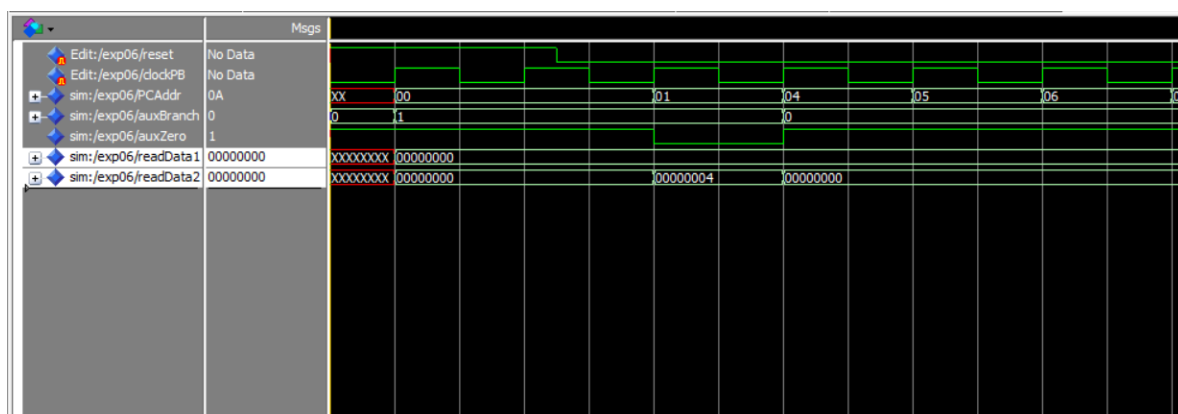 Msgs
Edit:/exp06/reset No Data
Edit:/exp06/clockPB No Data
sim:/exp06/PCAddr 0A XX 00 01 04 05 06
sim:/exp06/auxBranch 0 0 1 0
sim:/exp06/auxZero 1
sim:/exp06/readData1 00000000 XXXXXXXX 00000000
sim:/exp06/readData2 00000000 XXXXXXXX 00000000 00000004 00000000